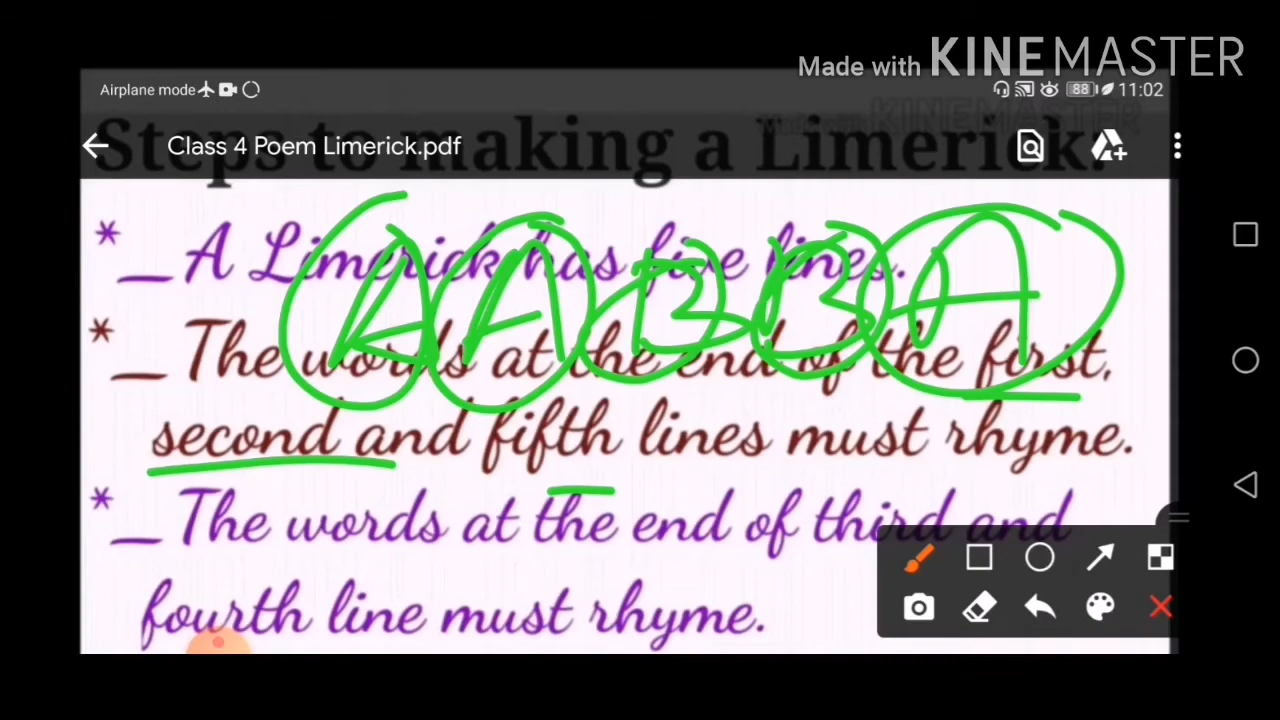 Made with KINEMASTER
Airplane mode 88 11:02
Steps to making a Limerick:
Class 4 Poem Limerick.pdf
* _ A Limerick has five lines.
A A B B A
* _ The words at the end of the first,
second and fifth lines must rhyme.
* _ The words at the end of third and
fourth line must rhyme.